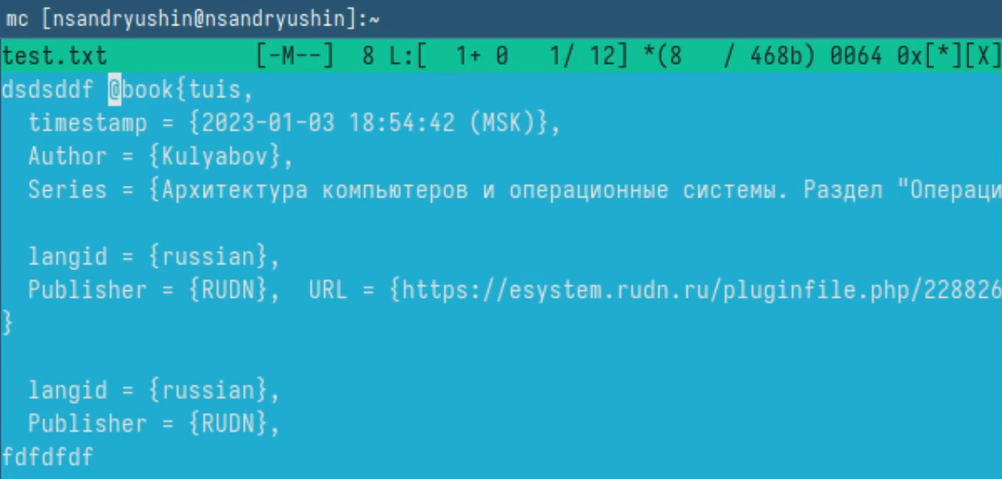 mc [nsandryushin@nsandryushin]:~
test.txt [-M--] 8 L:[ 1+ 0 1/ 12] *(8 / 468b) 0064 0x[*][X]
dsdsddf @book{tuis,
timestamp = {2023-01-03 18:54:42 (MSK)},
Author = {Kulyabov},
Series = {Архитектура компьютеров и операционные системы. Раздел "Операци
langid = {russian},
Publisher = {RUDN}, URL = {https://esystem.rudn.ru/pluginfile.php/228826
}
langid = {russian},
Publisher = {RUDN},
fdfdfdf